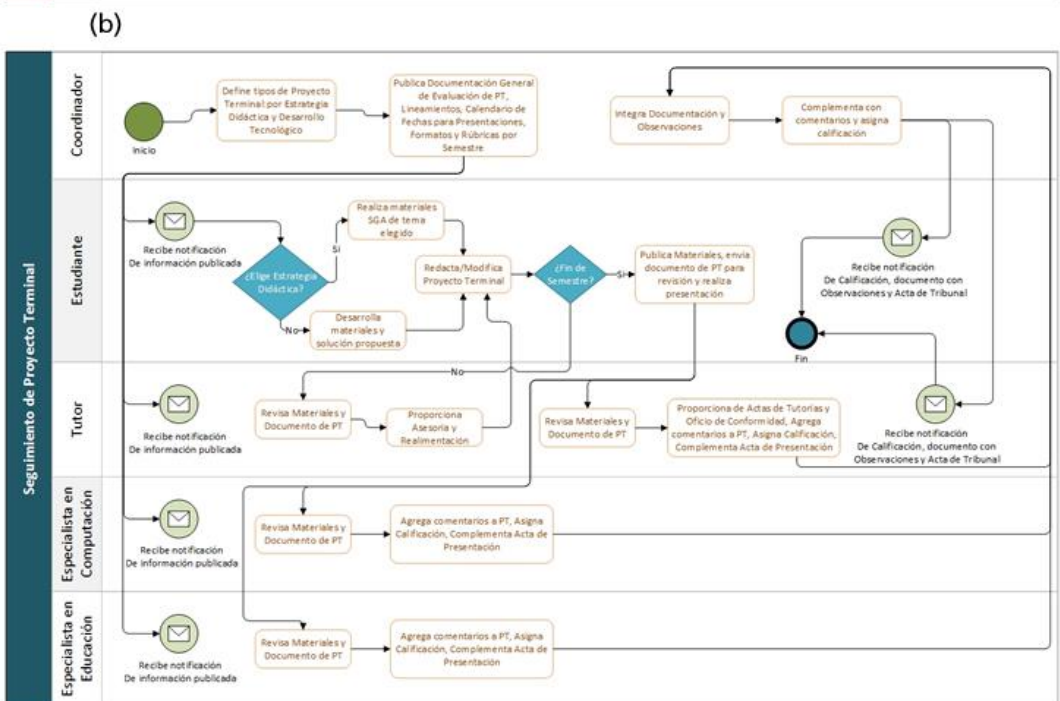 (b)
Seguimiento de Proyecto Terminal
Coordinador
Inicio
Define tipos de Proyecto
Terminal por Estrategia
Didáctica y Desarrollo
Tecnológico
Publica Documentación General
de Evaluación de PT,
Lineamientos, Calendario de
Fechas para Presentaciones,
Formatos y Rúbricas por
Semestre
Integra Documentación y
Observaciones
Complementa con
comentarios y asigna
calificación
Estudiante
Recibe notificación
De información publicada
¿Elige Estrategia
Didáctica?
Si
No
Realiza materiales
SGA de tema
elegido
Desarrolla
materiales y
solución propuesta
Redacta/Modifica
Proyecto Terminal
¿Fin de
Semestre?
Si
No
Publica Materiales, envía
documento de PT para
revisión y realiza
presentación
Recibe notificación
De Calificación, documento con
Observaciones y Acta de Tribunal
Fin
Tutor
Recibe notificación
De información publicada
Revisa Materiales y
Documento de PT
Proporciona
Asesoría y
Realimentación
Revisa Materiales y
Documento de PT
Proporciona de Actas de Tutorías y
Oficio de Conformidad, Agrega
comentarios a PT, Asigna Calificación,
Complementa Acta de Presentación
Recibe notificación
De Calificación, documento con
Observaciones y Acta de Tribunal
Especialista en
Computación
Recibe notificación
De información publicada
Revisa Materiales y
Documento de PT
Agrega comentarios a PT, Asigna
Calificación, Complementa Acta de
Presentación
Especialista en
Educación
Recibe notificación
De información publicada
Revisa Materiales y
Documento de PT
Agrega comentarios a PT, Asigna
Calificación, Complementa Acta de
Presentación